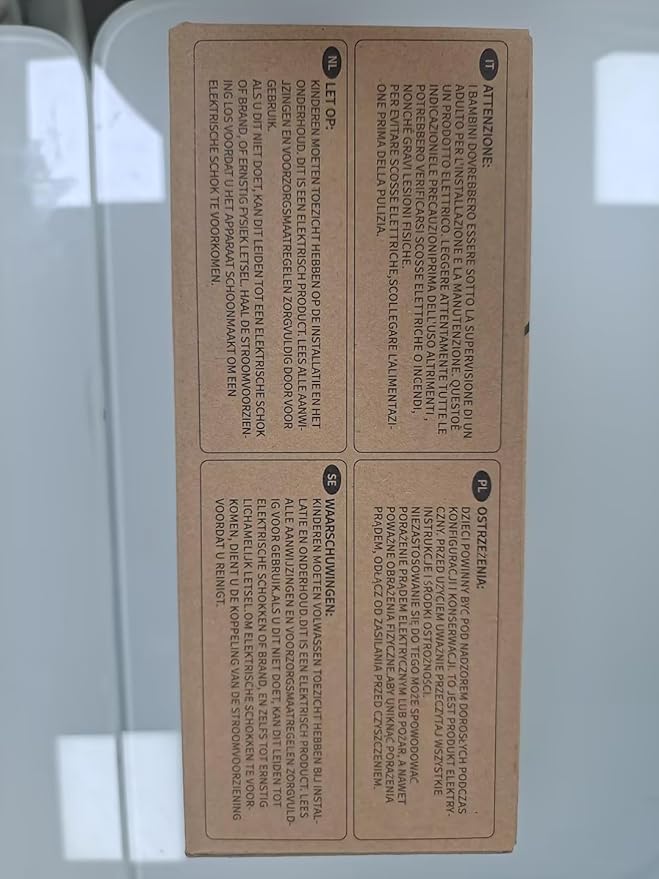 IT ATTENZIONE:
I BAMBINI DOVREBBERO ESSERE SOTTO LA SUPERVISIONE DI UN
ADULTO PER L'INSTALLAZIONE E LA MANUTENZIONE. QUESTOÈ
UN PRODOTTO ELETTRICO. LEGGERE ATTENTAMENTE TUTTE LE
INDICAZIONIE LE PRECAUZIONIPRIMA DELL'USO ALTRIMENTI,
POTREBBERO VERIFICARSI SCOSSE ELETTRICHE O INCENDI,
NONCHÉ GRAVI LESIONI FISICHE.
PER EVITARE SCOSSE ELETTRICHE,SCOLLEGARE L'ALIMENTAZI-
ONE PRIMA DELLA PULIZIA.
PL OSTRZEŻENIA:
DZIECI POWINNY BYĆ POD NADZOREM DOROSŁYCH PODCZAS
KONFIGURACJI I KONSERWACJI. TO JEST PRODUKT ELEKTRY-
CZNY. PRZED UŻYCIEM UWAŻNIE PRZECZYTAJ WSZYSTKIE
INSTRUKCJE I ŚRODKI OSTROŻNOŚCI.
NIEZASTOSOWANIE SIĘ DO TEGO MOŻE SPOWODOWAĆ
PORAŻENIE PRĄDEM ELEKTRYCZNYM LUB POŻAR, A NAWET
POWAŻNE OBRAŻENIA FIZYCZNE.ABY UNIKNĄĆ PORAŻENIA
PRĄDEM, ODŁĄCZ OD ZASILANIA PRZED CZYSZCZENIEM.
NL LET OP:
KINDEREN MOETEN TOEZICHT HEBBEN OP DE INSTALLATIE EN HET
ONDERHOUD. DIT IS EEN ELEKTRISCH PRODUCT. LEES ALLE AANWI-
JZINGEN EN VOORZORGSMAATREGELEN ZORGVULDIG DOOR VOOR
GEBRUIK.
ALS U DIT NIET DOET, KAN DIT LEIDEN TOT EEN ELEKTRISCHE SCHOK
OF BRAND, OF ERNSTIG FYSIEK LETSEL. HAAL DE STROOMVOORZIEN-
ING LOS VOORDAT U HET APPARAAT SCHOONMAAKT OM EEN
ELEKTRISCHE SCHOK TE VOORKOMEN.
SE WAARSCHUWINGEN:
KINDEREN MOETEN VOLWASSEN TOEZICHT HEBBEN BIJ INSTAL-
LATIE EN ONDERHOUD. DIT IS EEN ELEKTRISCH PRODUCT. LEES
ALLE AANWIJZINGEN EN VOORZORGSMAATREGELEN ZORGVULD-
IG VOOR GEBRUIK.ALS U DIT NIET DOET, KAN DIT LEIDEN TOT
ELEKTRISCHE SCHOKKEN OF BRAND, EN ZELFS TOT ERNSTIG
LICHAMELIJK LETSEL. OM ELEKTRISCHE SCHOKKEN TE VOOR-
KOMEN, DIENT U DE KOPPELING VAN DE STROOMVOORZIENING
VOORDAT U REINIGT.